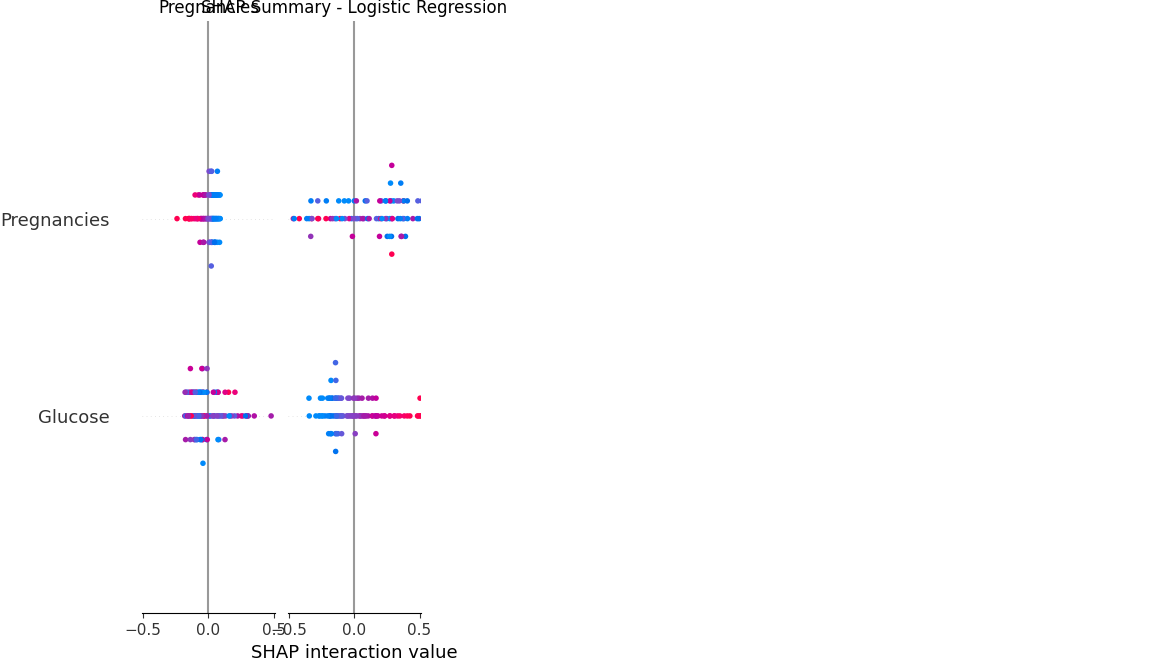 Pregnancies
SHAP Summary - Logistic Regression
Pregnancies
Glucose
−0.5 0.0 0.5 −0.5 0.0 0.5
SHAP interaction value